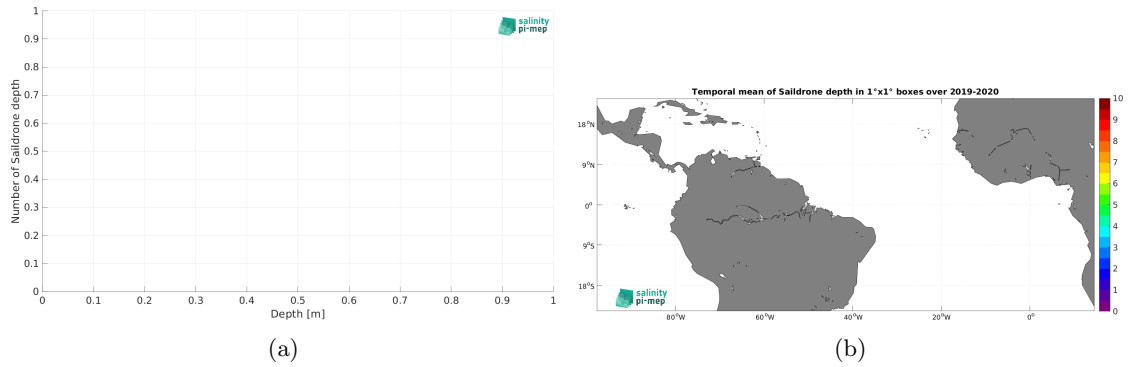 1
0.9
0.8
0.7
0.6
0.5
0.4
0.3
0.2
0.1
0
Number of Saildrone depth
salinity
pi-mep
0 0.1 0.2 0.3 0.4 0.5 0.6 0.7 0.8 0.9 1
Depth [m]
(a)
Temporal mean of Saildrone depth in 1°x1° boxes over 2019-2020
18°N
9°N
0°
9°S
18°S
80°W 60°W 40°W 20°W 0°
salinity
pi-mep
10
9
8
7
6
5
4
3
2
1
0
(b)